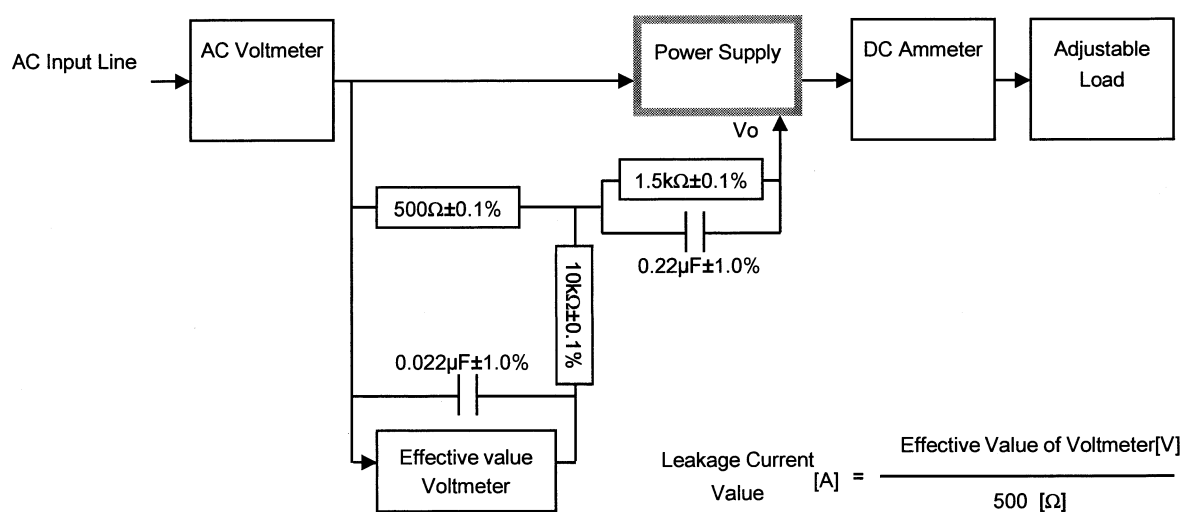 AC Input Line
AC Voltmeter
Power Supply
DC Ammeter
Adjustable
Load
Vo
1.5kΩ±0.1%
500Ω±0.1%
0.22µF±1.0%
10kΩ±0.1%
0.022µF±1.0%
Effective value
Voltmeter
Leakage Current
Value
[A] =
Effective Value of Voltmeter[V]
500 [Ω]